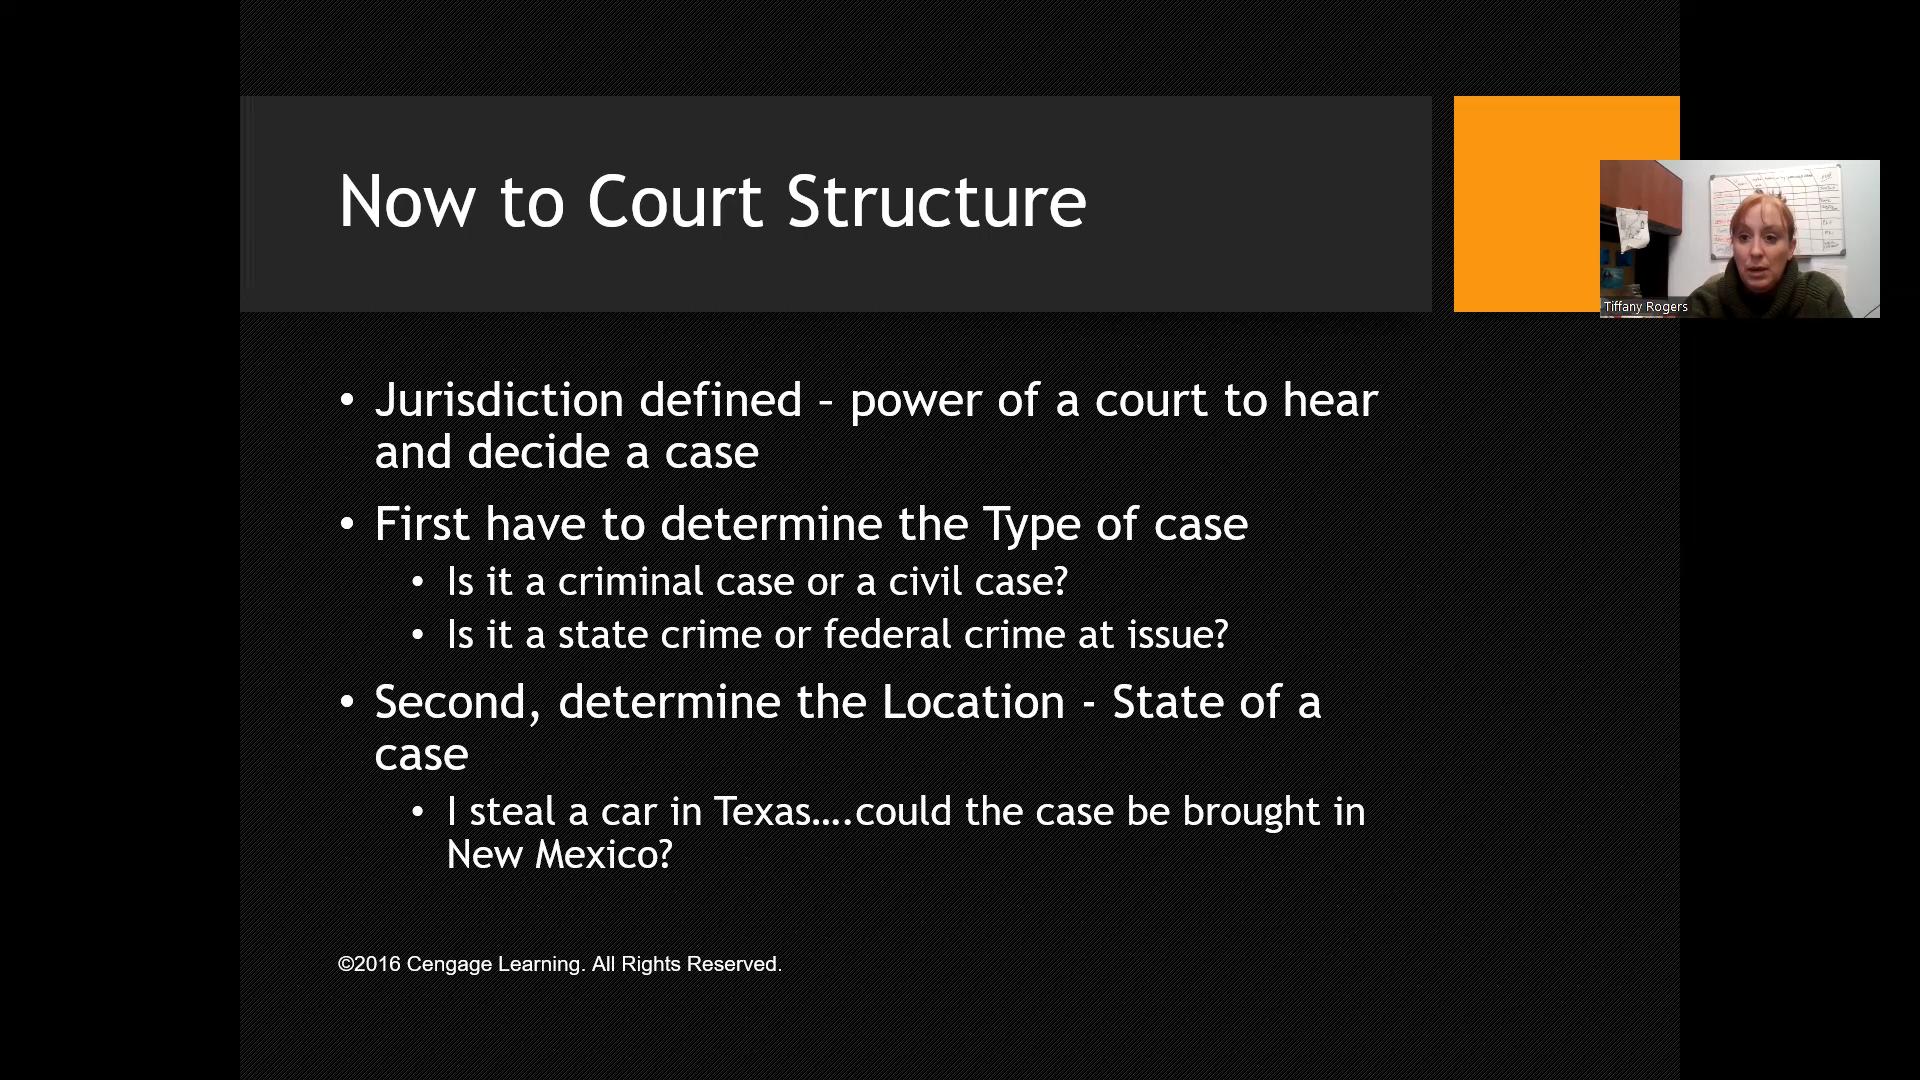 Now to Court Structure
Tiffany Rogers
• Jurisdiction defined – power of a court to hear
and decide a case
• First have to determine the Type of case
• Is it a criminal case or a civil case?
• Is it a state crime or federal crime at issue?
• Second, determine the Location - State of a
case
• I steal a car in Texas….could the case be brought in
New Mexico?
©2016 Cengage Learning. All Rights Reserved.